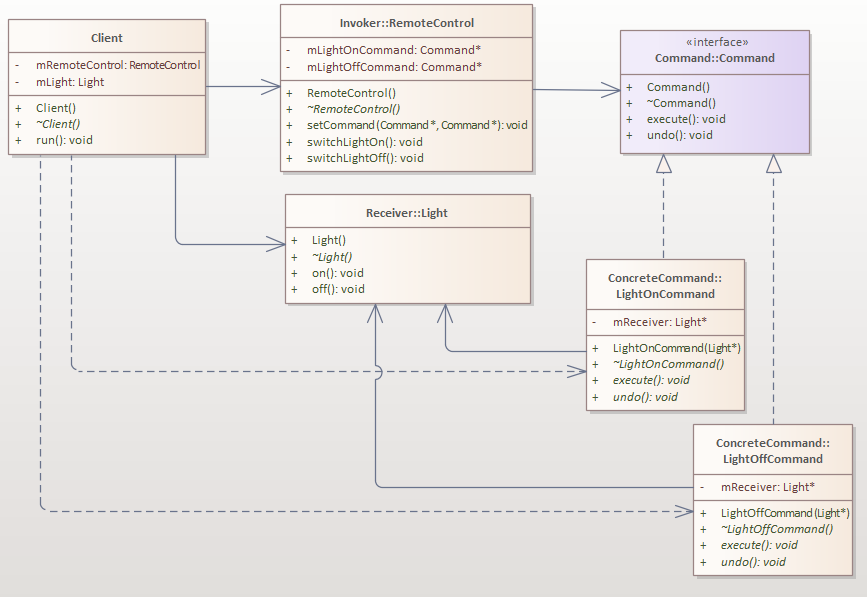 Client
- mRemoteControl: RemoteControl
- mLight: Light
+ Client()
+ ~Client()
+ run(): void
Invoker::RemoteControl
- mLightOnCommand: Command*
- mLightOffCommand: Command*
+ RemoteControl()
+ ~RemoteControl()
+ setCommand(Command*, Command*): void
+ switchLightOn(): void
+ switchLightOff(): void
«interface»
Command::Command
+ Command()
+ ~Command()
+ execute(): void
+ undo(): void
Receiver::Light
+ Light()
+ ~Light()
+ on(): void
+ off(): void
ConcreteCommand::
LightOnCommand
- mReceiver: Light*
+ LightOnCommand(Light*)
+ ~LightOnCommand()
+ execute(): void
+ undo(): void
ConcreteCommand::
LightOffCommand
- mReceiver: Light*
+ LightOffCommand(Light*)
+ ~LightOffCommand()
+ execute(): void
+ undo(): void